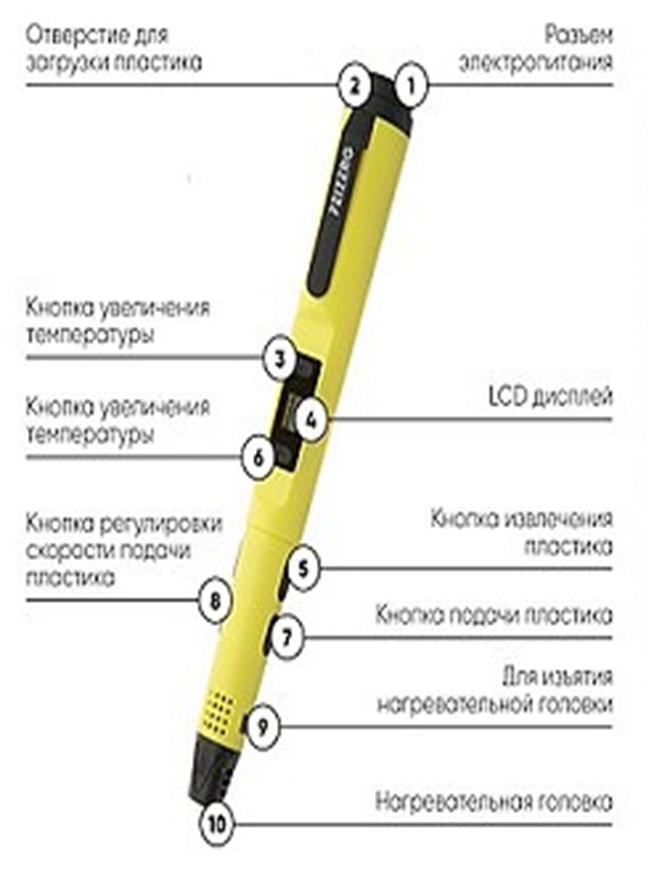 Отверстие для
загрузки пластика
Разъем
электропитания
2
1
7ZIZZEG
Кнопка увеличения
температуры
3
LCD дисплей
4
Кнопка увеличения
температуры
6
Кнопка извлечения
пластика
5
Кнопка регулировки
скорости подачи
пластика
8
Кнопка подачи пластика
7
Для изъятия
нагревательной головки
9
Нагревательная головка
10